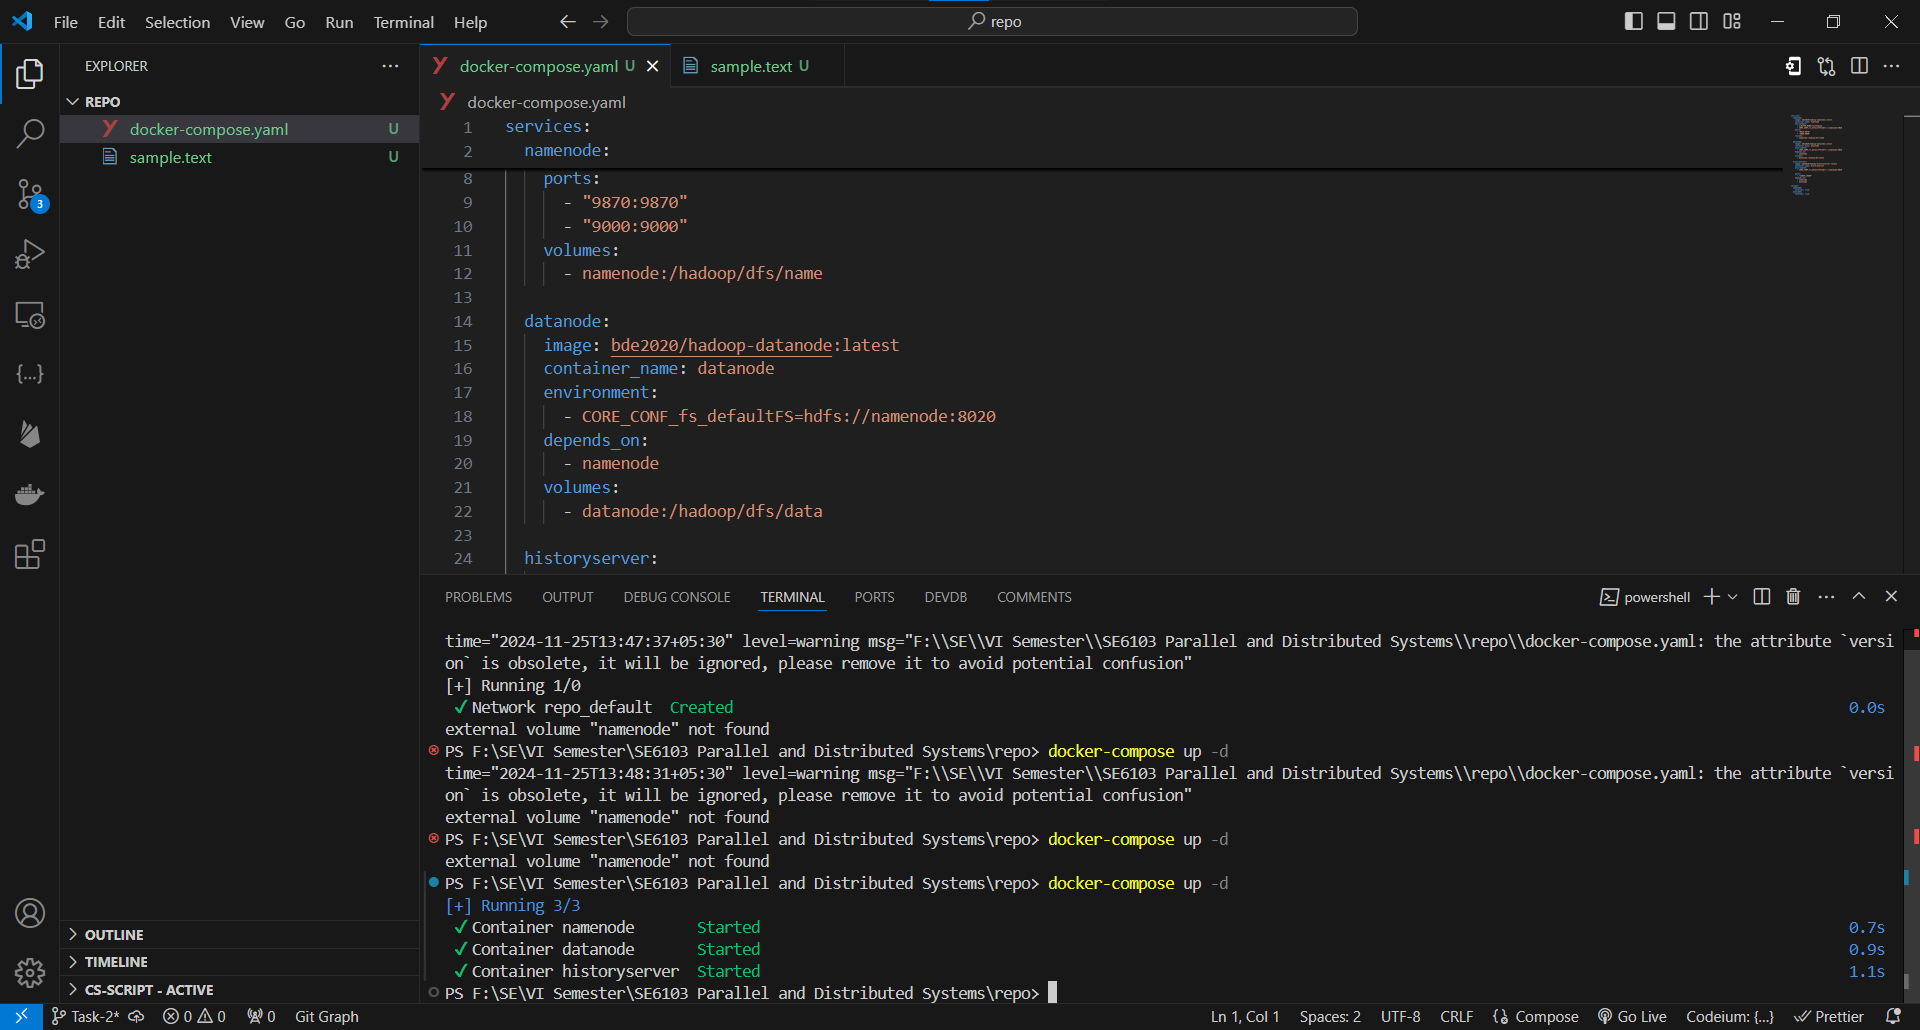 File Edit Selection View Go Run Terminal Help
repo
EXPLORER
REPO
docker-compose.yaml U
sample.text U
docker-compose.yaml U
sample.text U
docker-compose.yaml
1 services:
2 namenode:
8 ports:
9 - "9870:9870"
10 - "9000:9000"
11 volumes:
12 - namenode:/hadoop/dfs/name
13
14 datanode:
15 image: bde2020/hadoop-datanode:latest
16 container_name: datanode
17 environment:
18 - CORE_CONF_fs_defaultFS=hdfs://namenode:8020
19 depends_on:
20 - namenode
21 volumes:
22 - datanode:/hadoop/dfs/data
23
24 historyserver:
3
PROBLEMS OUTPUT DEBUG CONSOLE TERMINAL PORTS DEVDB COMMENTS
powershell
time="2024-11-25T13:47:37+05:30" level=warning msg="F:\\SE\\VI Semester\\SE6103 Parallel and Distributed Systems\\repo\\docker-compose.yaml: the attribute `versi
on` is obsolete, it will be ignored, please remove it to avoid potential confusion"
[+] Running 1/0
✓ Network repo_default Created 0.0s
external volume "namenode" not found
PS F:\SE\VI Semester\SE6103 Parallel and Distributed Systems\repo> docker-compose up -d
time="2024-11-25T13:48:31+05:30" level=warning msg="F:\\SE\\VI Semester\\SE6103 Parallel and Distributed Systems\\repo\\docker-compose.yaml: the attribute `versi
on` is obsolete, it will be ignored, please remove it to avoid potential confusion"
external volume "namenode" not found
PS F:\SE\VI Semester\SE6103 Parallel and Distributed Systems\repo> docker-compose up -d
external volume "namenode" not found
PS F:\SE\VI Semester\SE6103 Parallel and Distributed Systems\repo> docker-compose up -d
[+] Running 3/3
✓ Container namenode Started 0.7s
✓ Container datanode Started 0.9s
✓ Container historyserver Started 1.1s
PS F:\SE\VI Semester\SE6103 Parallel and Distributed Systems\repo>
OUTLINE
TIMELINE
CS-SCRIPT - ACTIVE
Task-2* 0 0 0 Git Graph
Ln 1, Col 1 Spaces: 2 UTF-8 CRLF Compose Go Live Codeium: {...} Prettier